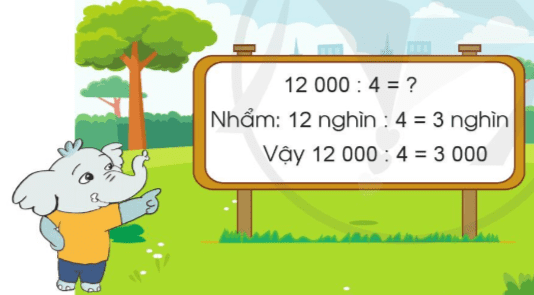 12 000 : 4 = ?
Nhẩm: 12 nghìn : 4 = 3 nghìn
Vậy 12 000 : 4 = 3 000